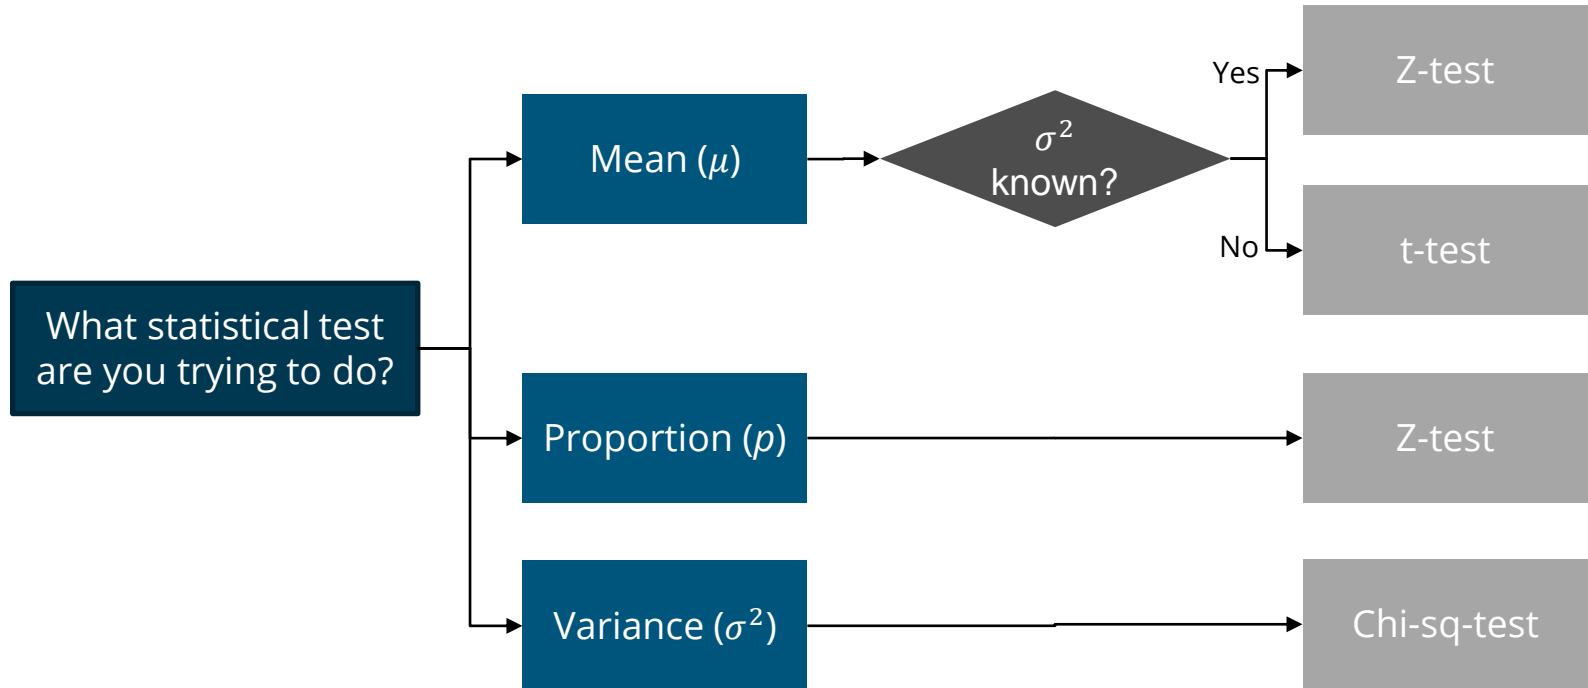 What statistical test
are you trying to do?
Mean (μ)
σ²
known?
Yes
Z-test
No
t-test
Proportion (p)
Z-test
Variance (σ²)
Chi-sq-test